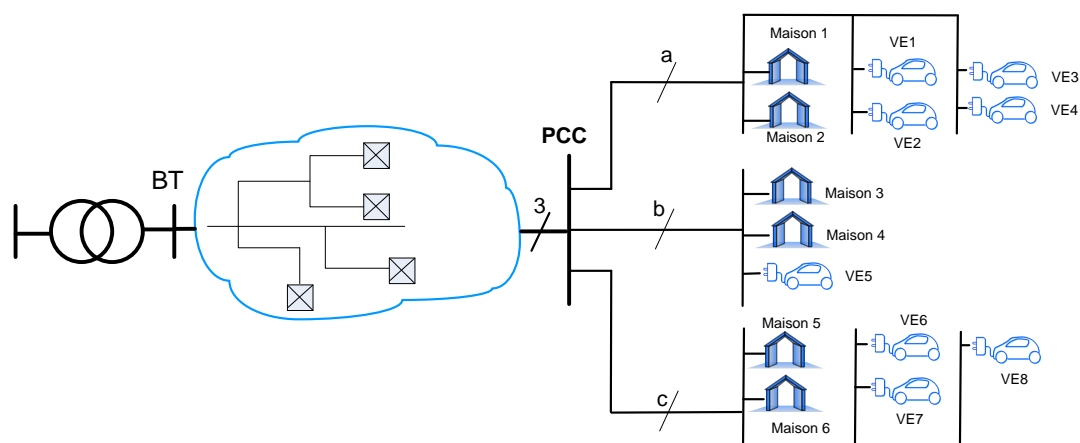 BT
3
PCC
a
Maison 1
Maison 2
VE1
VE2
VE3
VE4
b
Maison 3
Maison 4
VE5
c
Maison 5
Maison 6
VE6
VE7
VE8